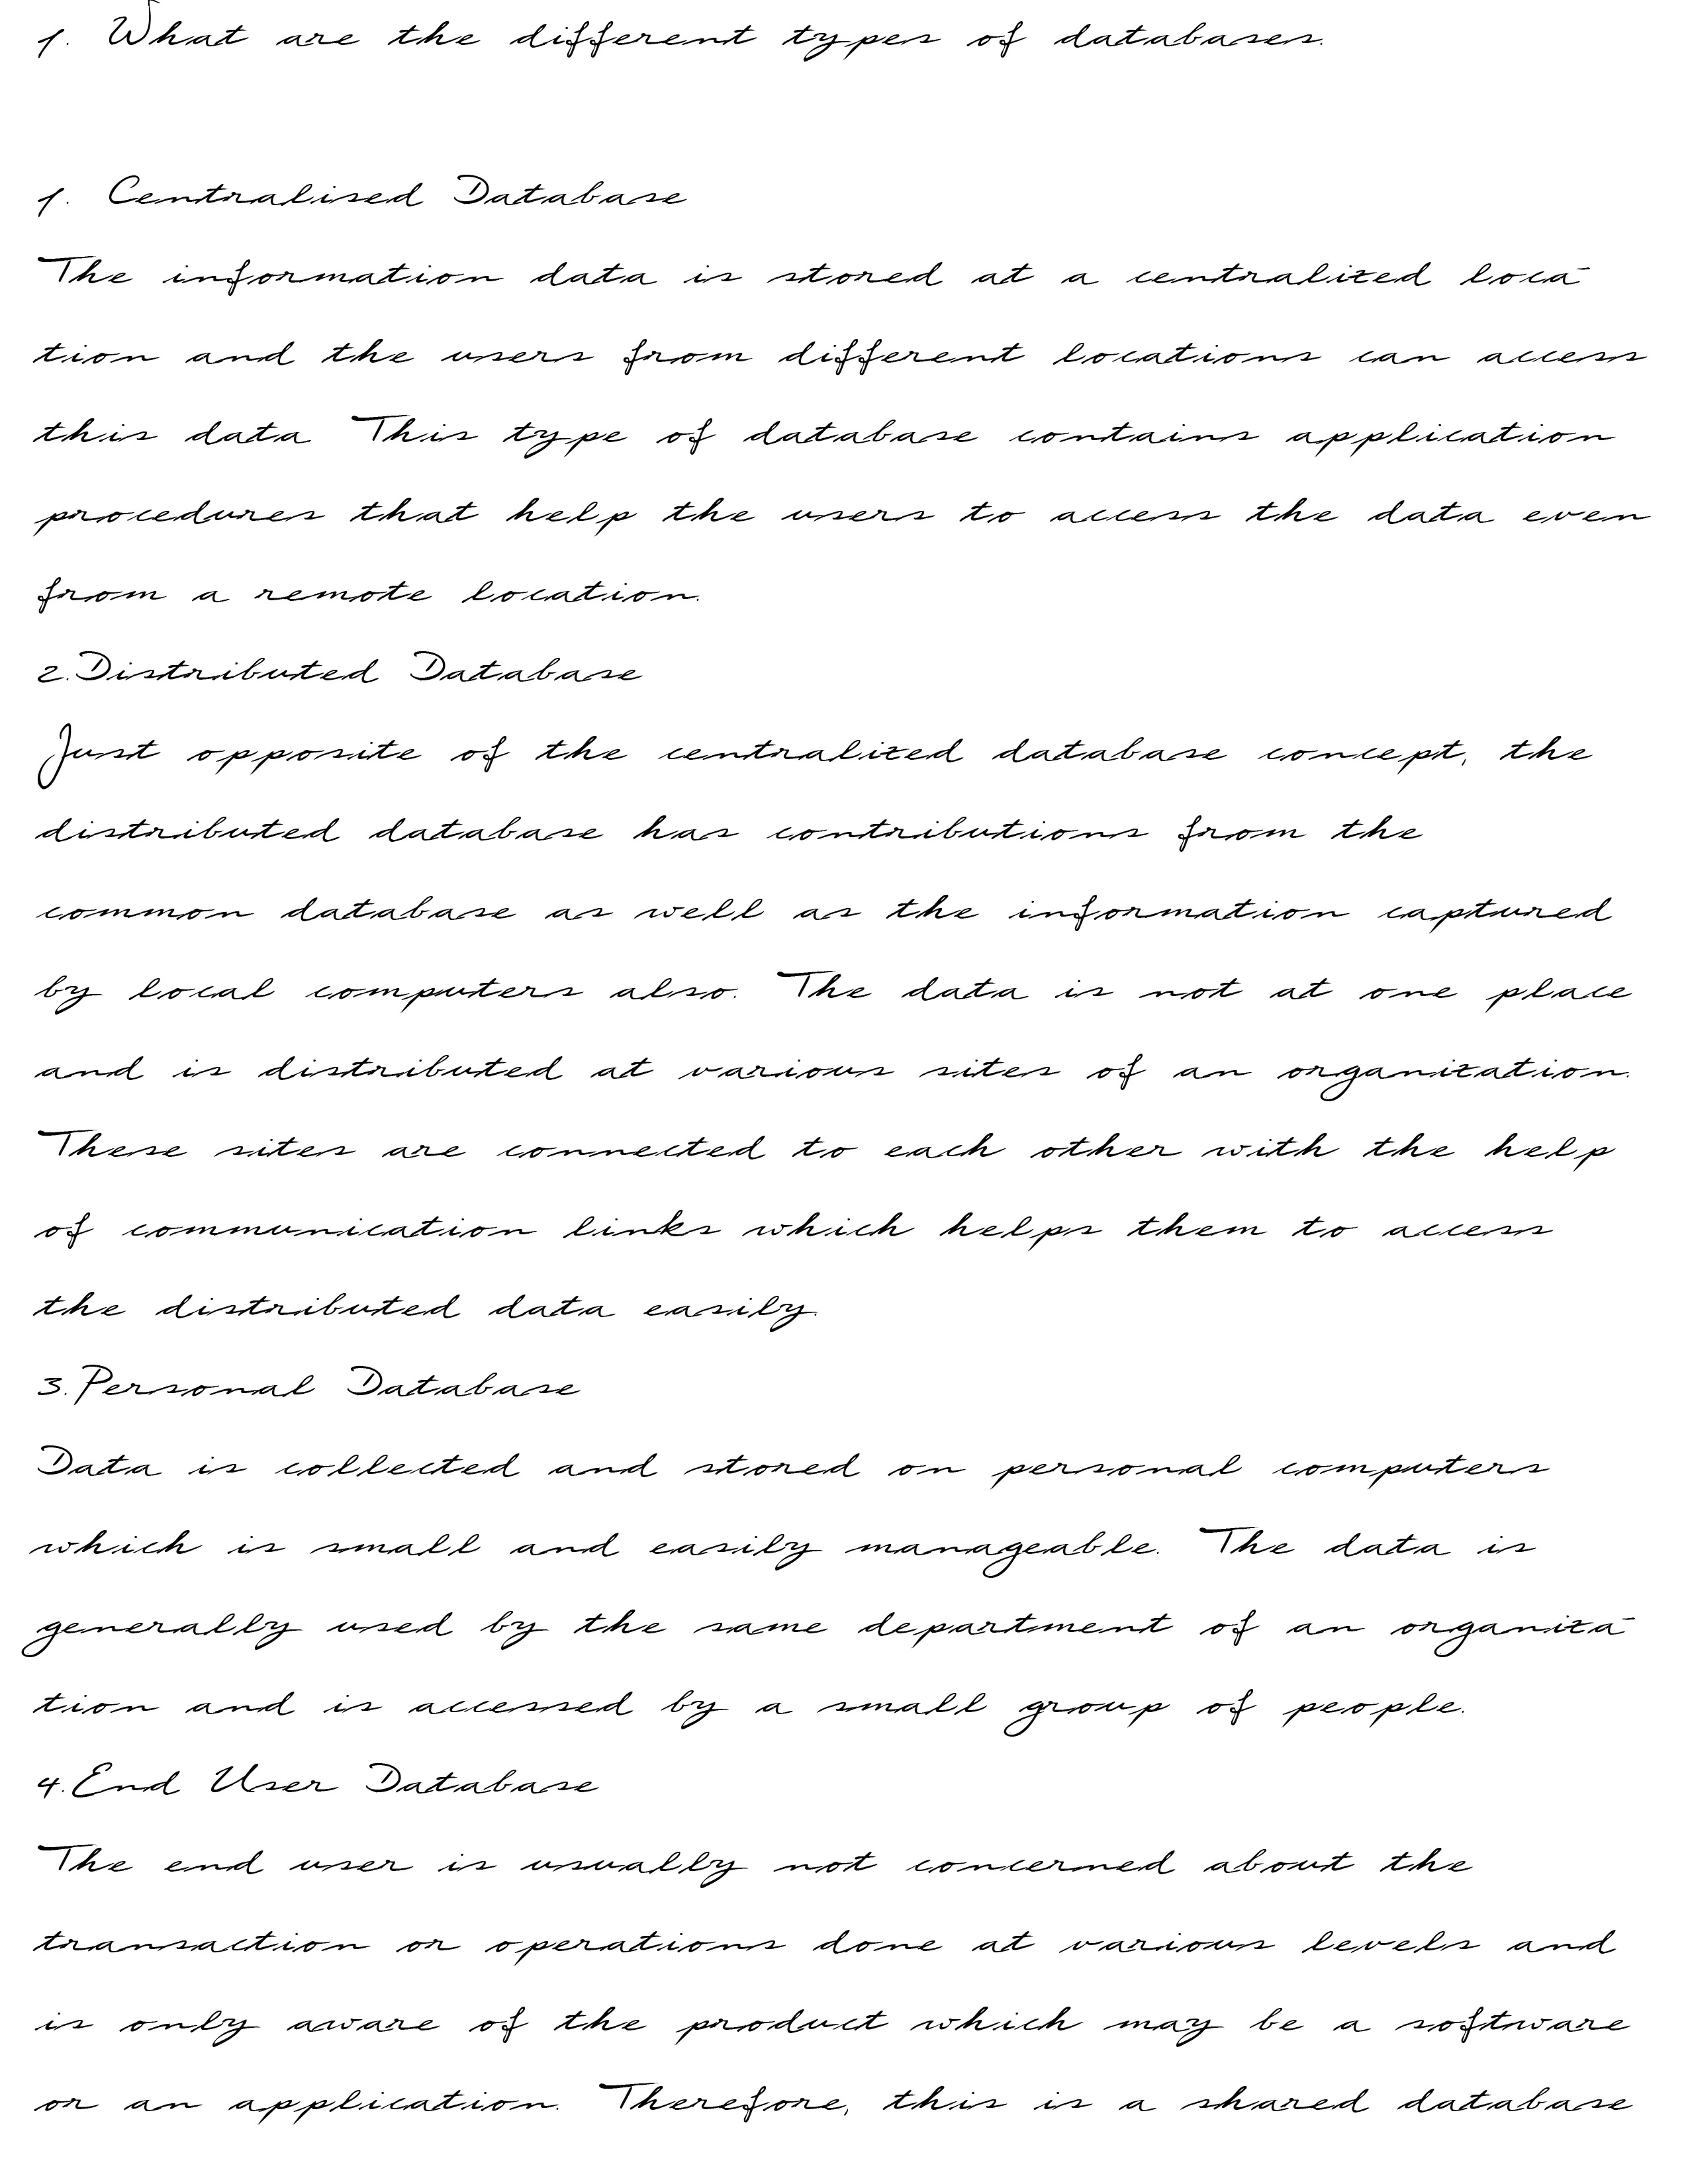 1. What are the different types of databases.
1. Centralised Database
The information data is stored at a centralized loca-
tion and the users from different locations can access
this data This type of database contains application
procedures that help the users to access the data even
from a remote location.
2.Distributed Database
Just opposite of the centralized database concept, the
distributed database has contributions from the
common database as well as the information captured
by local computers also. The data is not at one place
and is distributed at various sites of an organization.
These sites are connected to each other with the help
of communication links which helps them to access
the distributed data easily.
3.Personal Database
Data is collected and stored on personal computers
which is small and easily manageable. The data is
generally used by the same department of an organiza-
tion and is accessed by a small group of people.
4.End User Database
The end user is usually not concerned about the
transaction or operations done at various levels and
is only aware of the product which may be a software
or an application. Therefore, this is a shared database